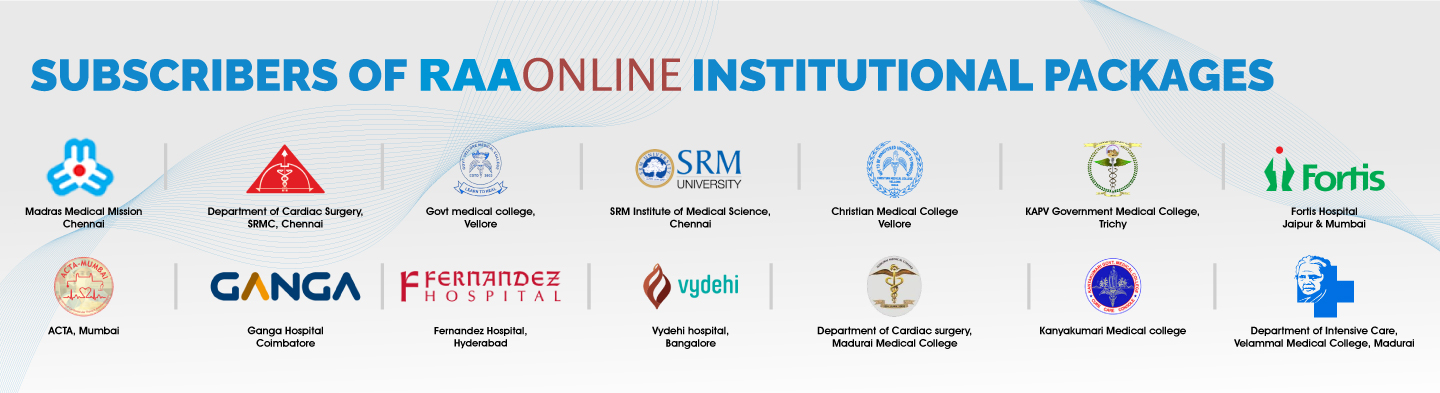 SUBSCRIBERS OF RAAONLINE INSTITUTIONAL PACKAGES
SRM
UNIVERSITY
Fortis
Madras Medical Mission
Chennai
Department of Cardiac Surgery,
SRMC, Chennai
Govt medical college,
Vellore
SRM Institute of Medical Science,
Chennai
Christian Medical College
Vellore
KAPV Government Medical College,
Trichy
Fortis Hospital
Jaipur & Mumbai
ACTA-MUMBAI
GANGA
FERNANDEZ
HOSPITAL
vydehi
ACTA, Mumbai
Ganga Hospital
Coimbatore
Fernandez Hospital,
Hyderabad
Vydehi hospital,
Bangalore
Department of Cardiac surgery,
Madurai Medical College
Kanyakumari Medical college
Department of Intensive Care,
Velammal Medical College, Madurai